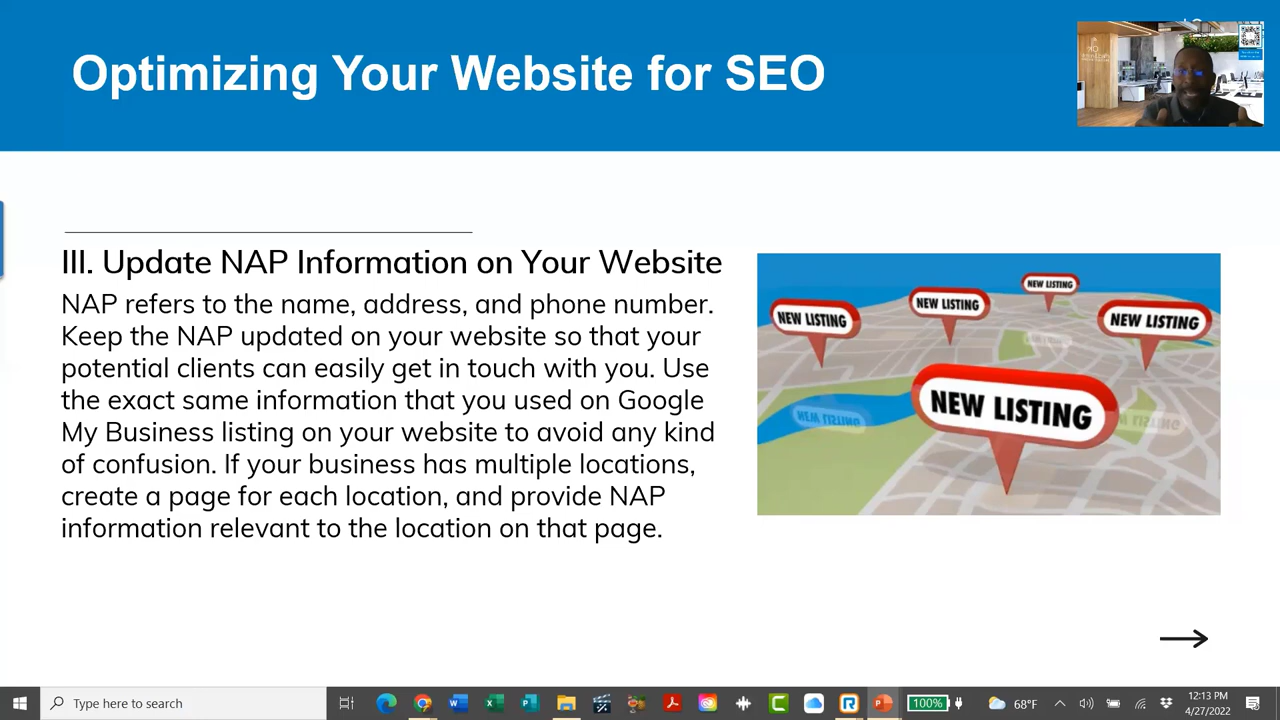 Optimizing Your Website for SEO
III. Update NAP Information on Your Website
NAP refers to the name, address, and phone number.
Keep the NAP updated on your website so that your
potential clients can easily get in touch with you. Use
the exact same information that you used on Google
My Business listing on your website to avoid any kind
of confusion. If your business has multiple locations,
create a page for each location, and provide NAP
information relevant to the location on that page.
NEW LISTING
NEW LISTING
NEW LISTING
NEW LISTING
NEW LISTING
Type here to search
100%
68°F
12:13 PM
4/27/2022